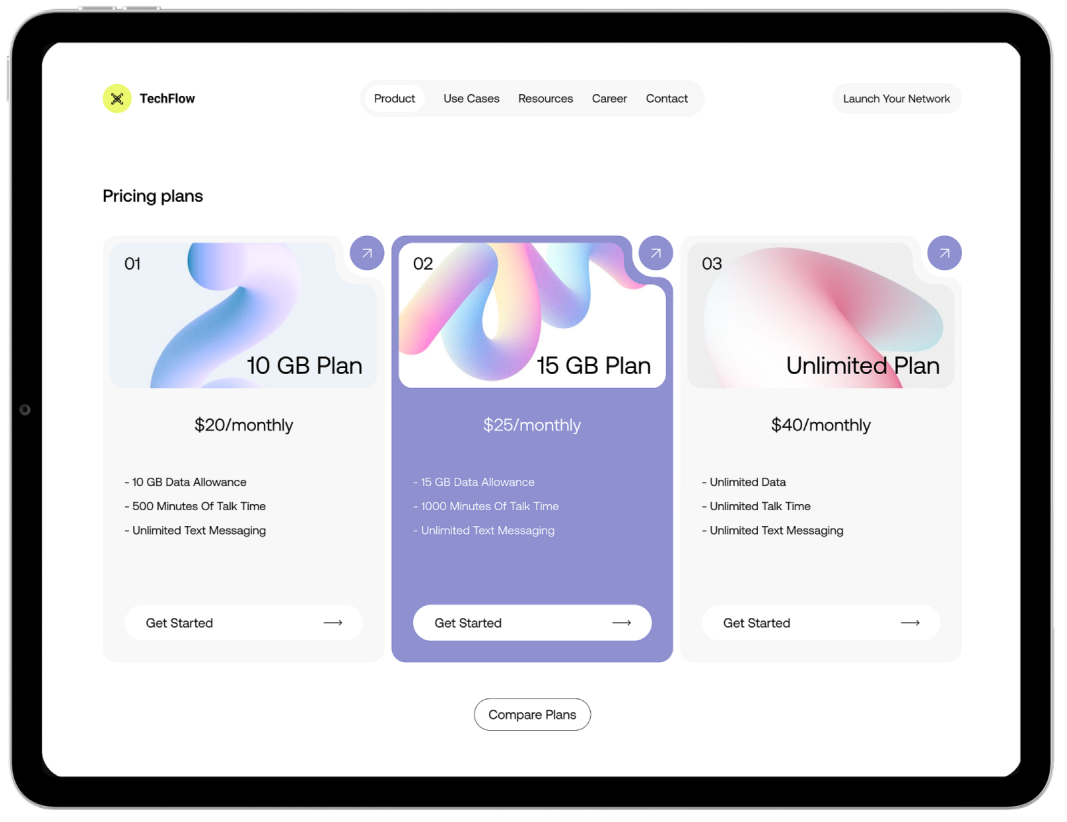 TechFlow
Product
Use Cases
Resources
Career
Contact
Launch Your Network
Pricing plans
01
10 GB Plan
$20/monthly
- 10 GB Data Allowance
- 500 Minutes Of Talk Time
- Unlimited Text Messaging
Get Started
02
15 GB Plan
$25/monthly
- 15 GB Data Allowance
- 1000 Minutes Of Talk Time
- Unlimited Text Messaging
Get Started
03
Unlimited Plan
$40/monthly
- Unlimited Data
- Unlimited Talk Time
- Unlimited Text Messaging
Get Started
Compare Plans